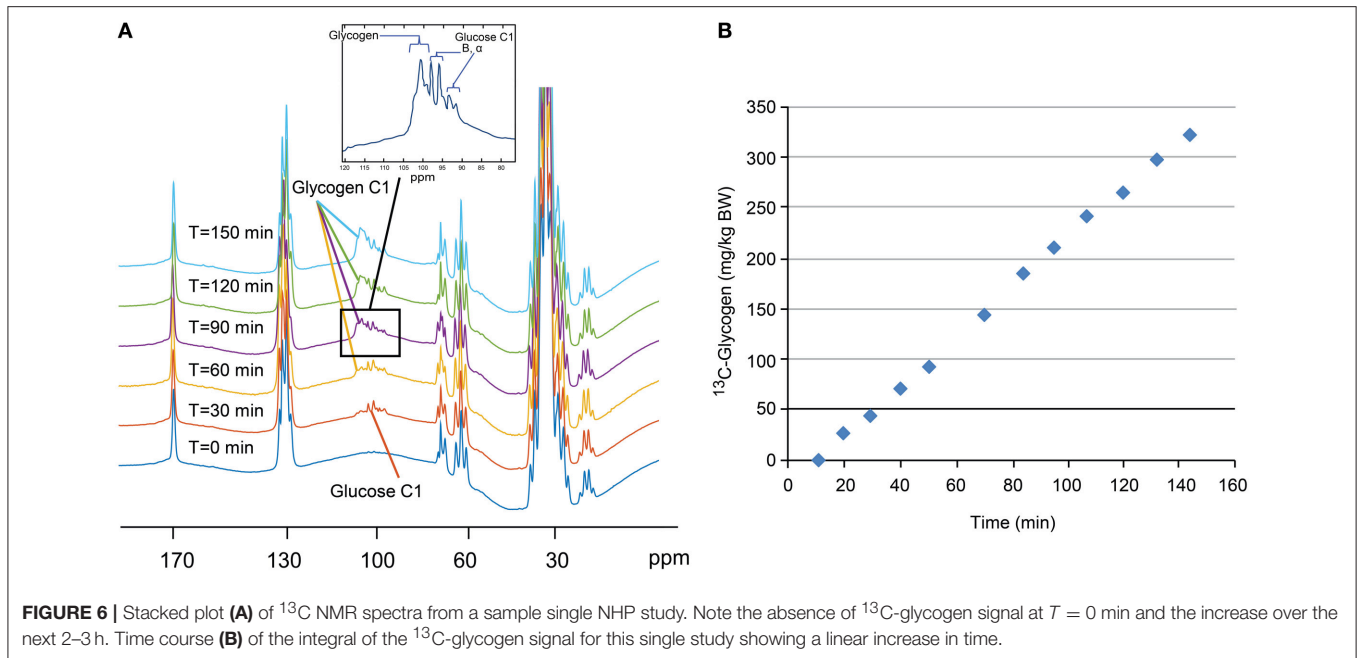 A
Glycogen
Glucose C1
B, α
120 115 110 105 100 95 90 85 80
ppm
Glycogen C1
T=150 min
T=120 min
T=90 min
T=60 min
T=30 min
T=0 min
Glucose C1
170 130 100 60 30 ppm
B
350
300
250
200
150
100
50
0
¹³C-Glycogen (mg/kg BW)
0 20 40 60 80 100 120 140 160
Time (min)
FIGURE 6 | Stacked plot (A) of ¹³C NMR spectra from a sample single NHP study. Note the absence of ¹³C-glycogen signal at T = 0 min and the increase over the
next 2–3 h. Time course (B) of the integral of the ¹³C-glycogen signal for this single study showing a linear increase in time.